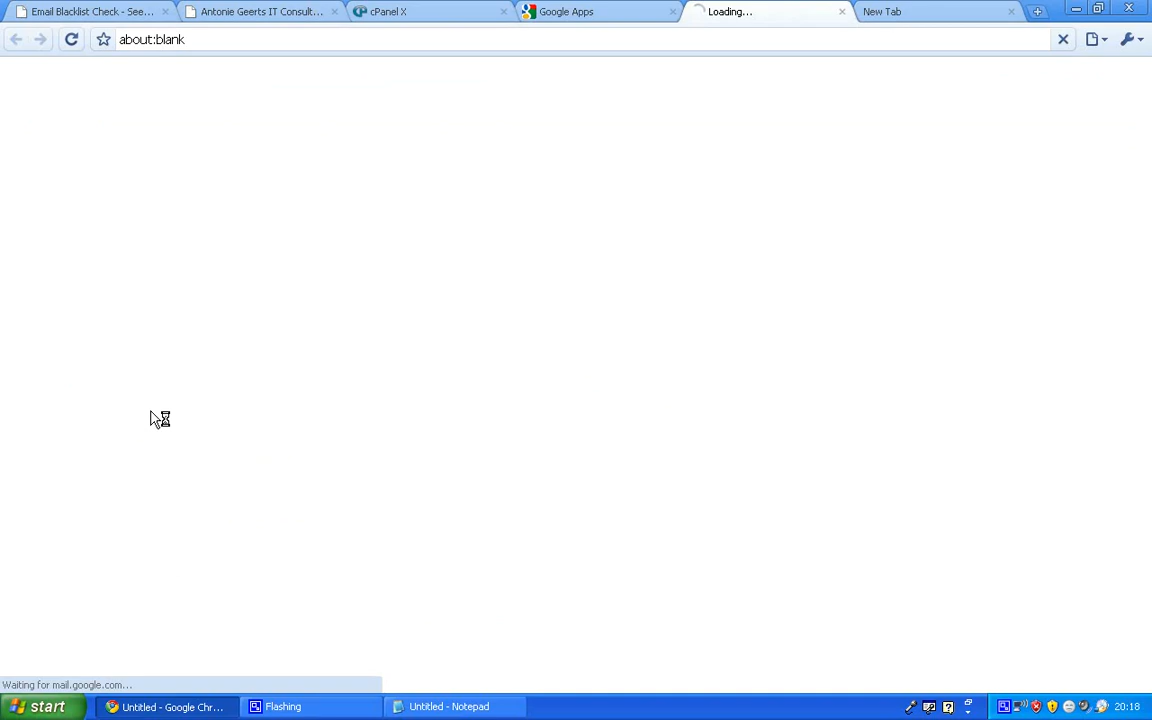 Email Blacklist Check - See... Antonie Geerts IT Consult... cPanel X Google Apps Loading... New Tab
about:blank
Waiting for mail.google.com...
start Untitled - Google Chr... Flashing Untitled - Notepad 20:18